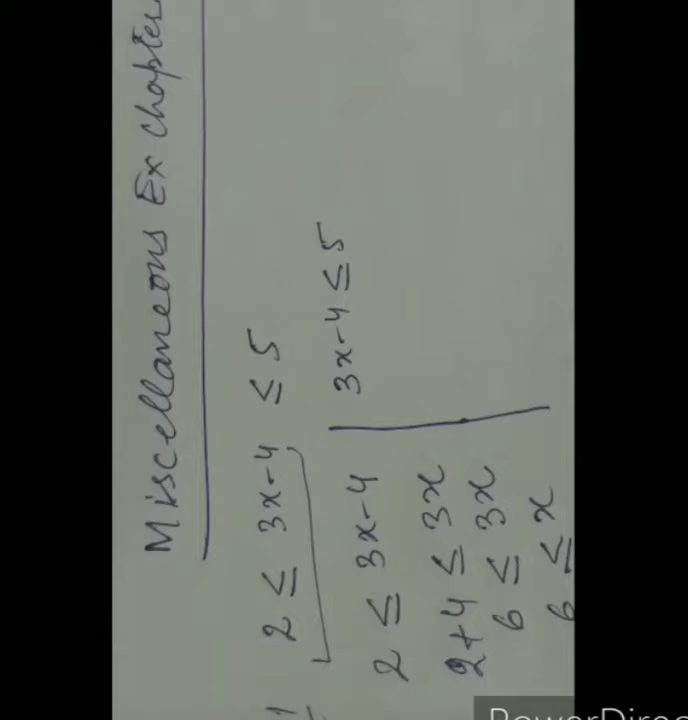 Miscellaneous Ex Chapter
1 2 ≤ 3x-4 ≤ 5
2 ≤ 3x-4 | 3x-4 ≤ 5
2+4 ≤ 3x
6 ≤ 3x
6 ≤ x